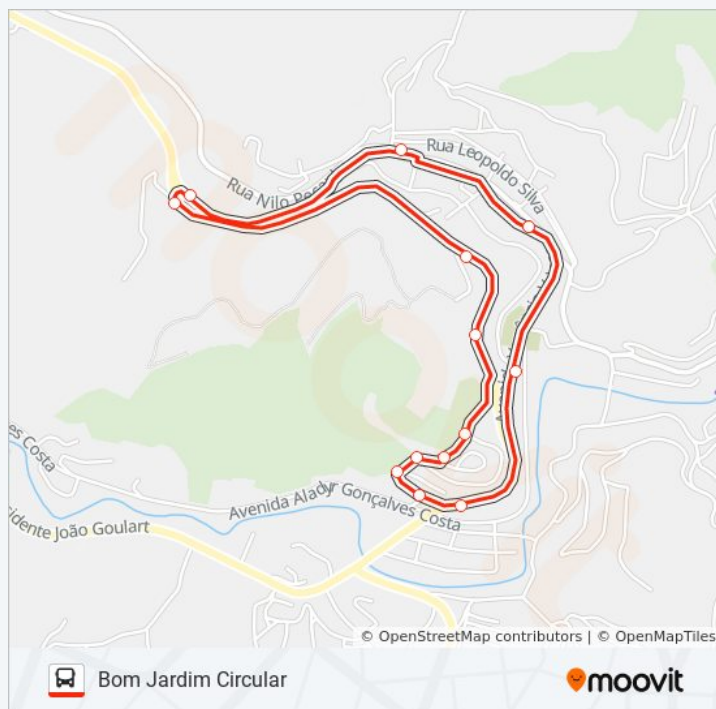 Rua Leopoldo Silva
Rua Nilo Peçanha
Avenida Aladyr Gonçalves Costa
es Costa
idente João Goulart
© OpenStreetMap contributors | © OpenMapTiles
Bom Jardim Circular
moovit